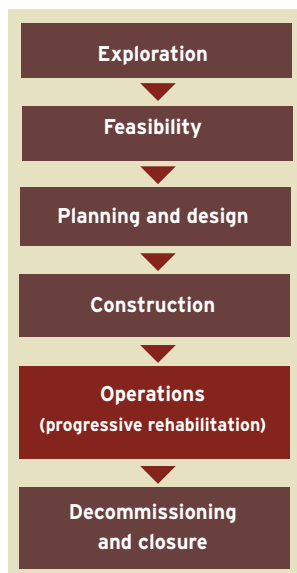 Exploration
Feasibility
Planning and design
Construction
Operations
(progressive rehabilitation)
Decommissioning
and closure